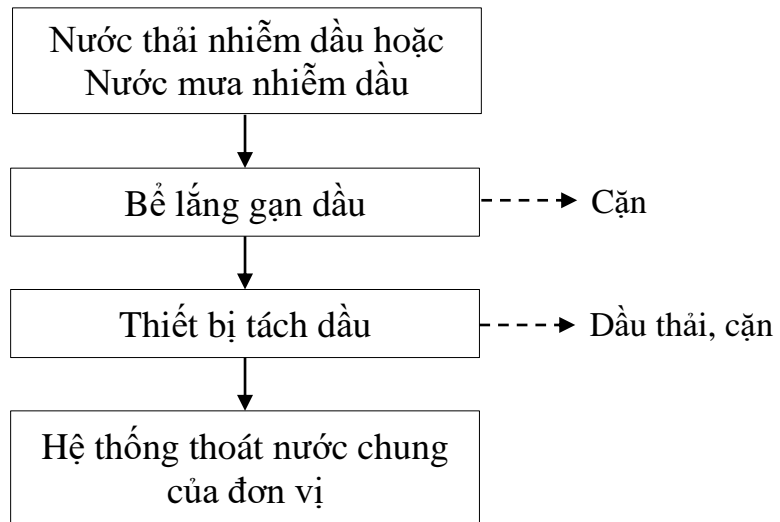 Nước thải nhiễm dầu hoặc
Nước mưa nhiễm dầu
Bể lắng gạn dầu
Cặn
Thiết bị tách dầu
Dầu thải, cặn
Hệ thống thoát nước chung
của đơn vị